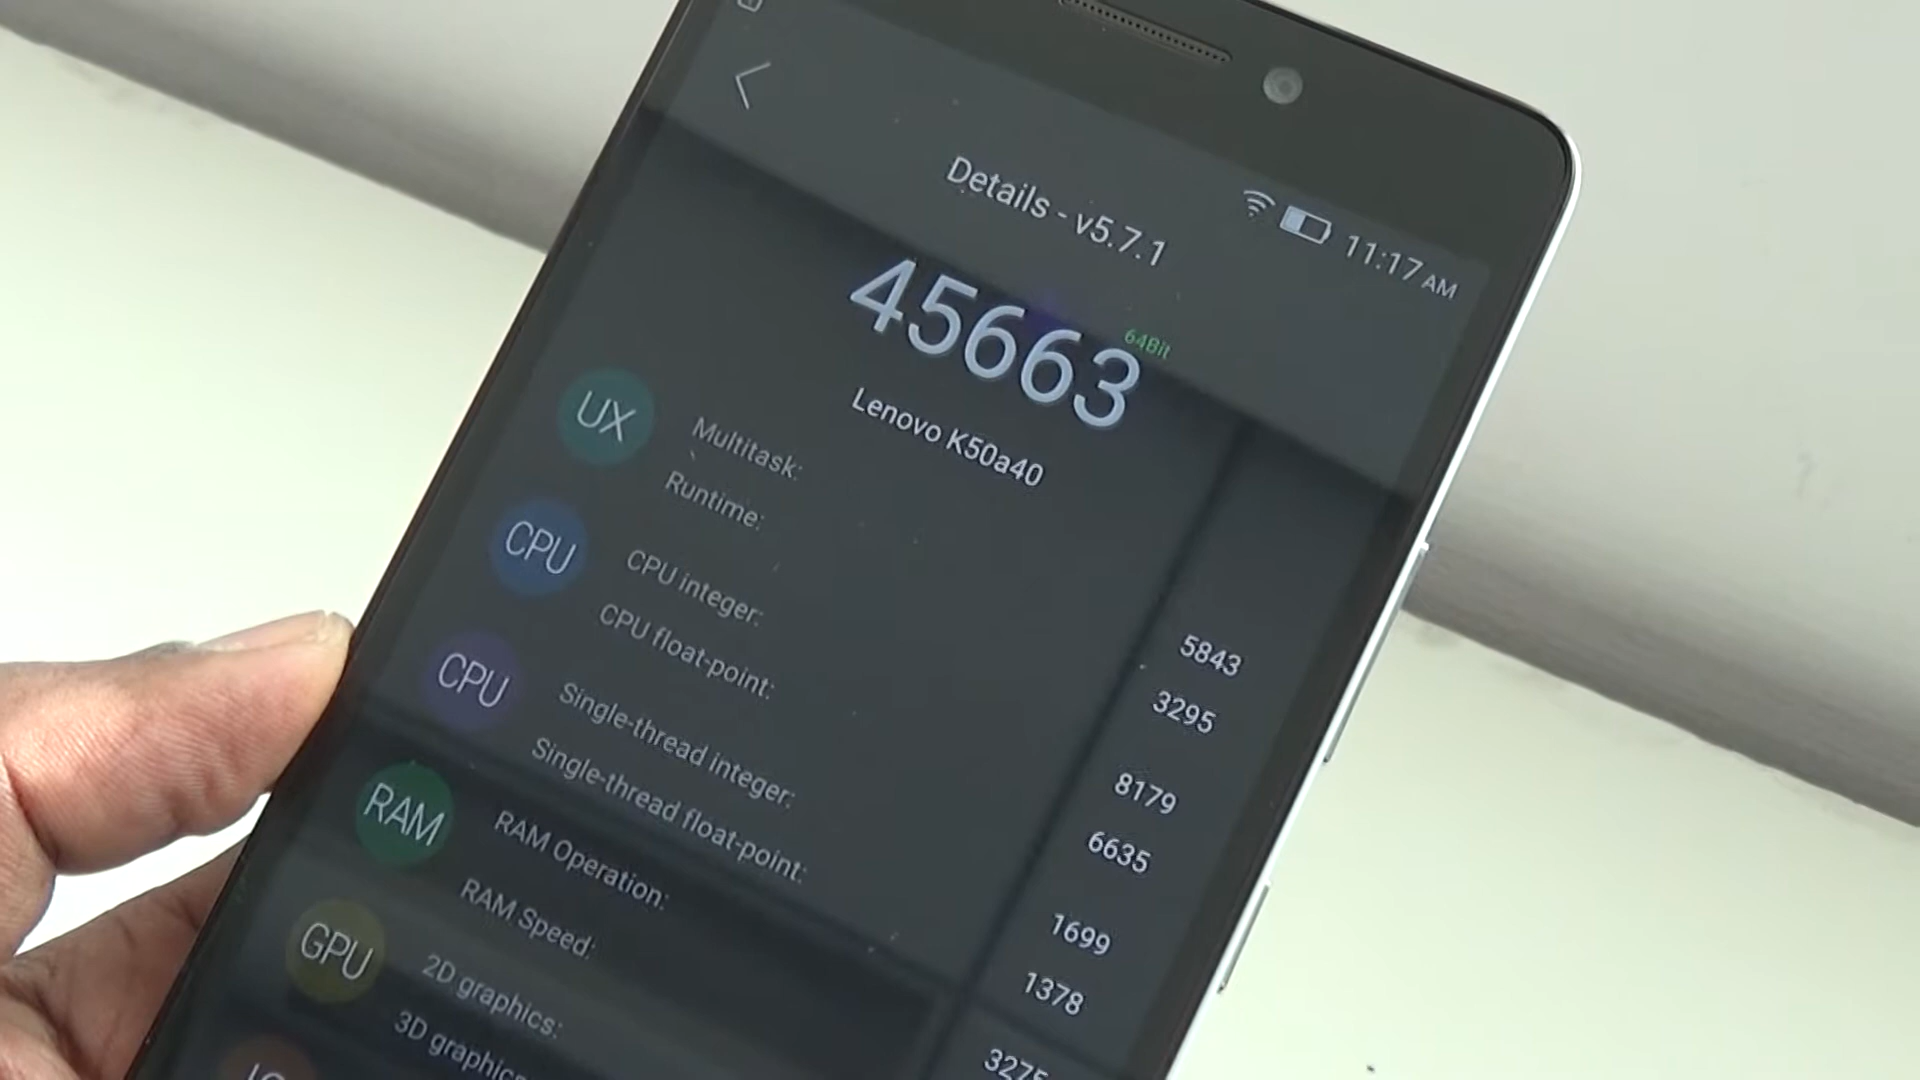 11:17 AM
Details - v5.7.1
45663 64Bit
Lenovo K50a40
UX
Multitask: 5843
Runtime: 3295
CPU
CPU integer: 8179
CPU float-point: 6635
CPU
Single-thread integer: 1699
Single-thread float-point: 1378
RAM
RAM Operation: 3275
RAM Speed:
GPU
2D graphics:
3D graphics